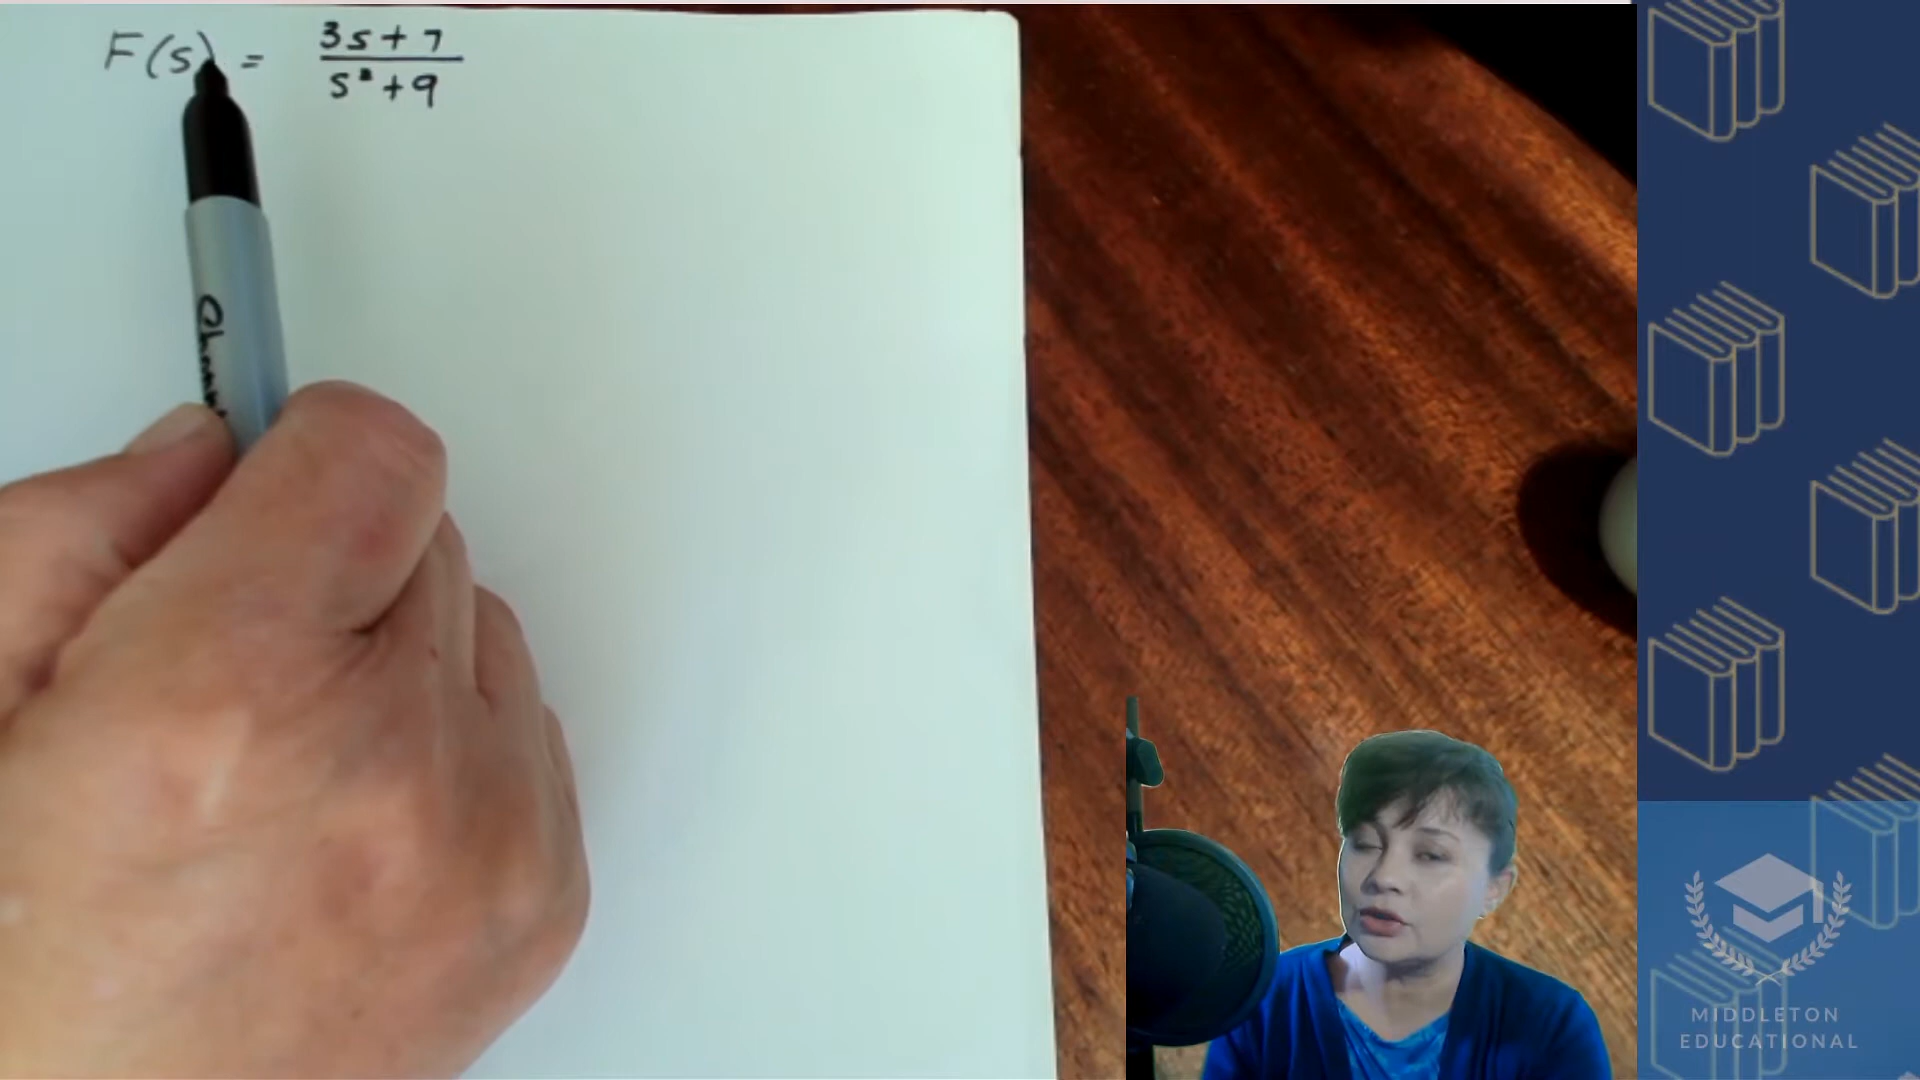 F(s) = 3s+7
s²+9
MIDDLETON
EDUCATIONAL